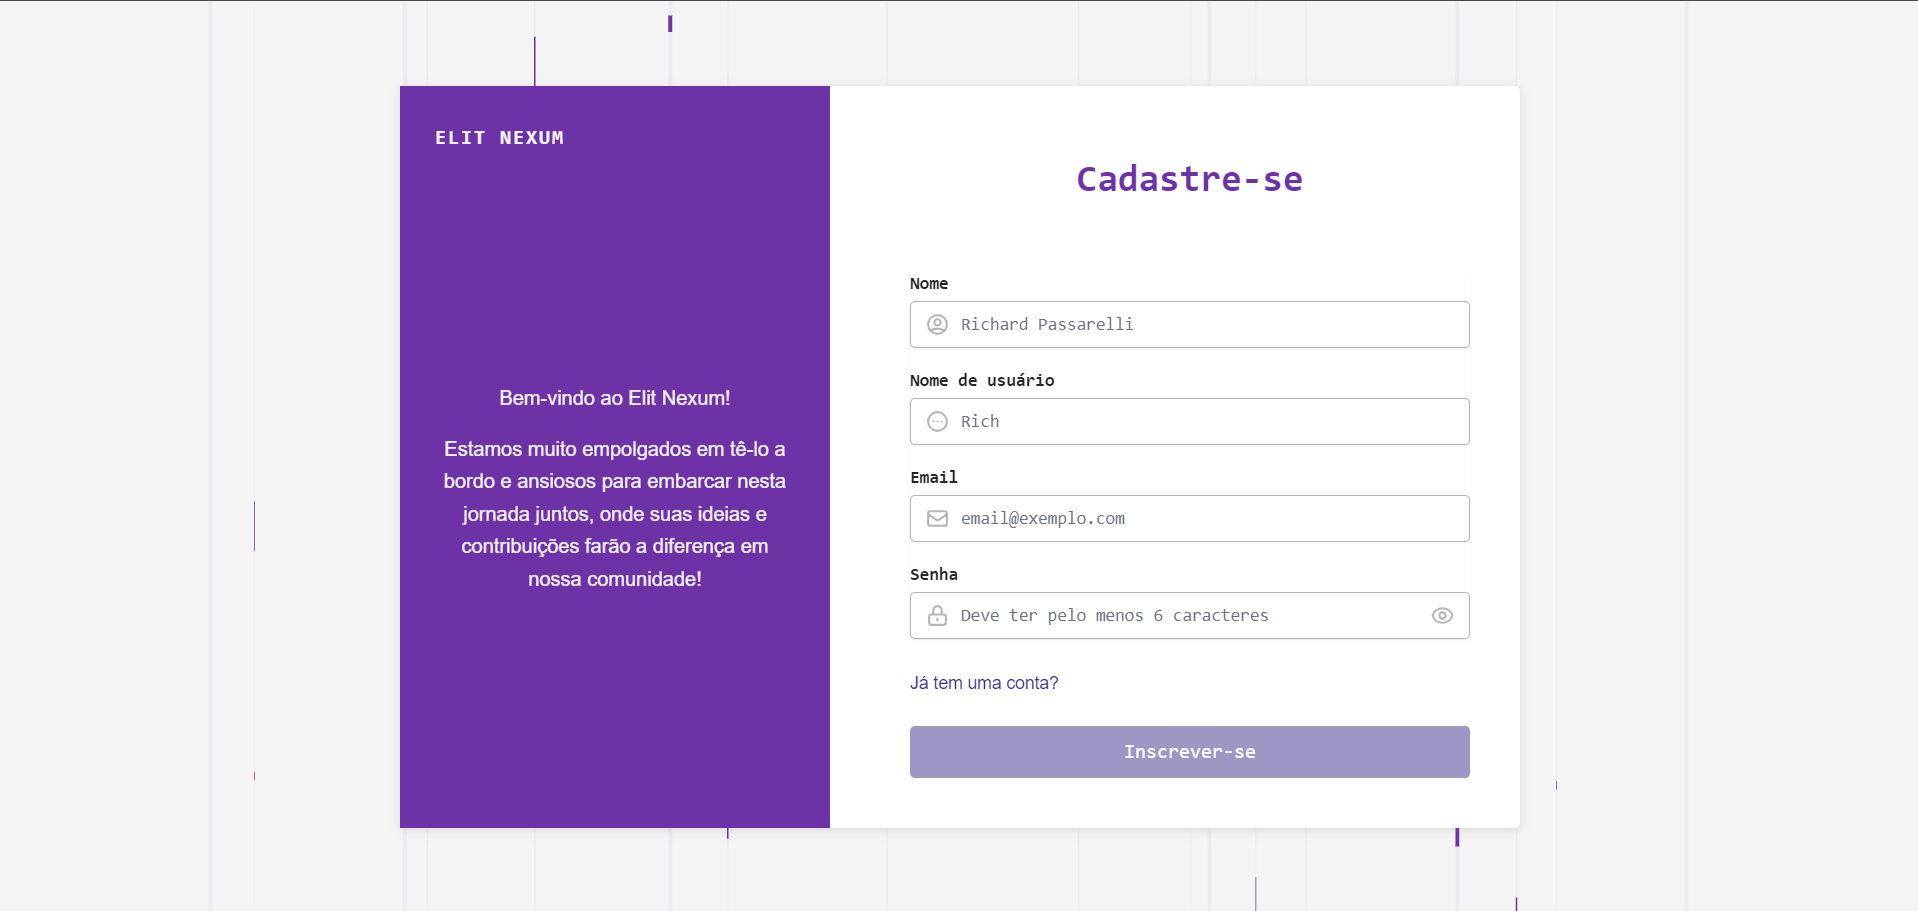 ELIT NEXUM
Bem-vindo ao Elit Nexum!
Estamos muito empolgados em tê-lo a
bordo e ansiosos para embarcar nesta
jornada juntos, onde suas ideias e
contribuições farão a diferença em
nossa comunidade!
Cadastre-se
Nome
Richard Passarelli
Nome de usuário
Rich
Email
email@exemplo.com
Senha
Deve ter pelo menos 6 caracteres
Já tem uma conta?
Inscrever-se